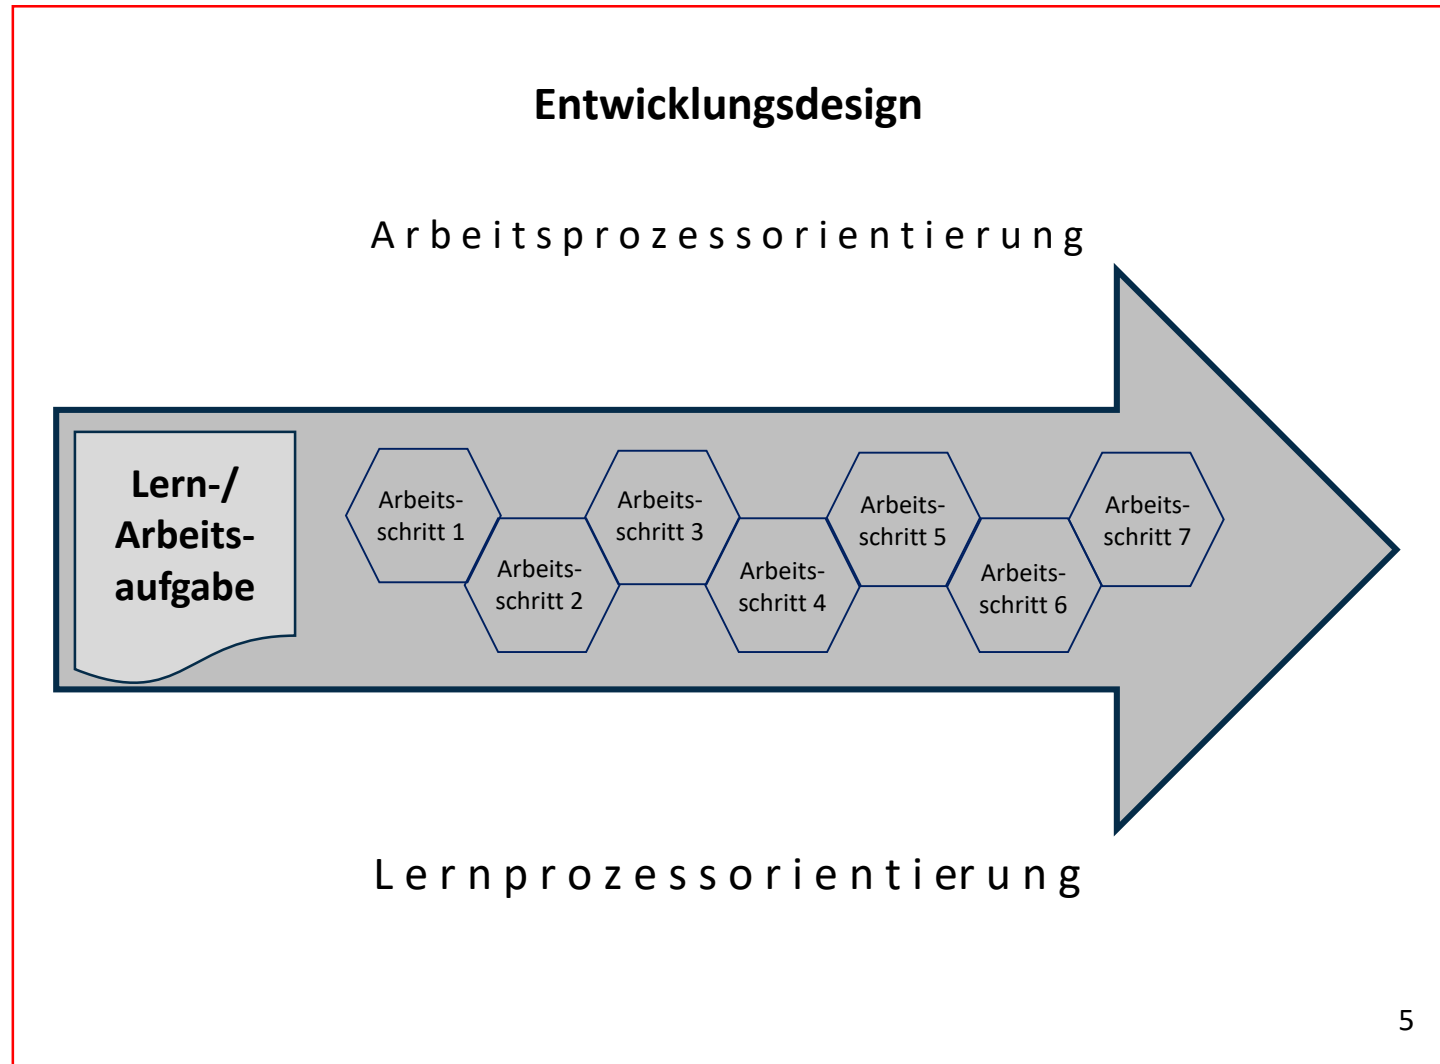 Entwicklungsdesign
Arbeitsprozessorientierung
Lern-/
Arbeits-
aufgabe
Arbeits-
schritt 1
Arbeits-
schritt 2
Arbeits-
schritt 3
Arbeits-
schritt 4
Arbeits-
schritt 5
Arbeits-
schritt 6
Arbeits-
schritt 7
Lernprozessorientierung
5